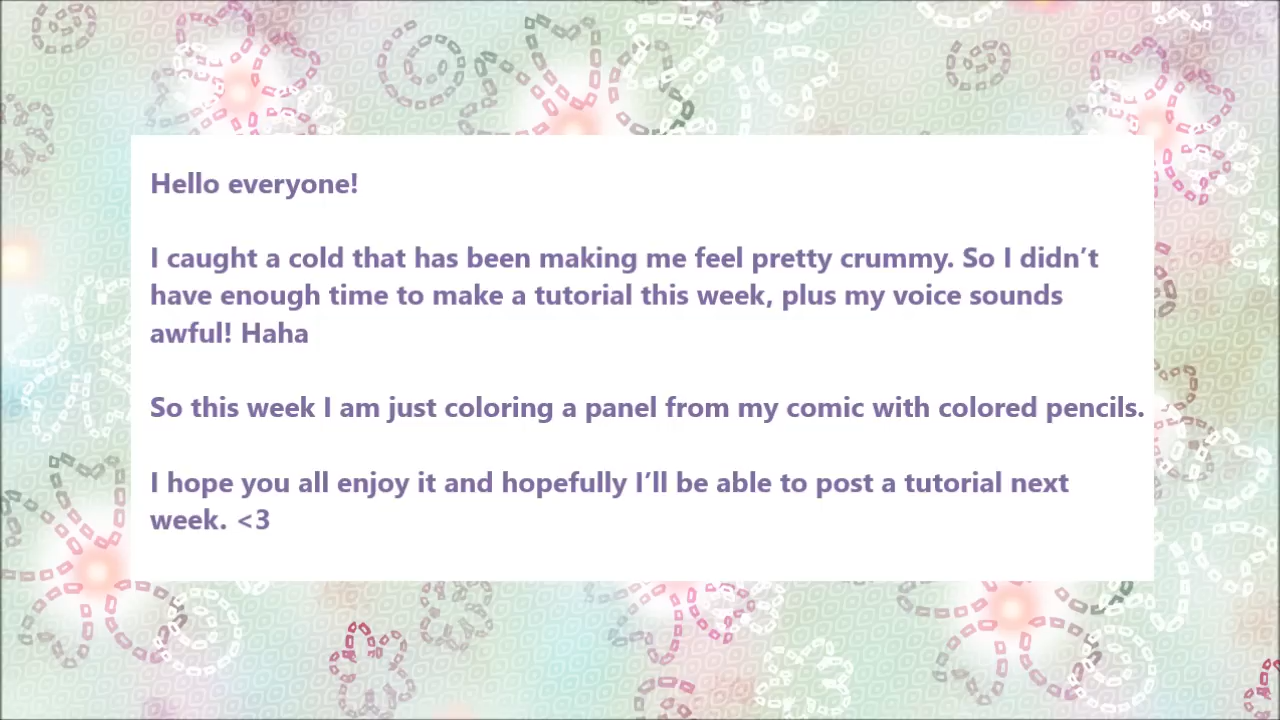 Hello everyone!
I caught a cold that has been making me feel pretty crummy. So I didn’t
have enough time to make a tutorial this week, plus my voice sounds
awful! Haha
So this week I am just coloring a panel from my comic with colored pencils.
I hope you all enjoy it and hopefully I’ll be able to post a tutorial next
week. <3